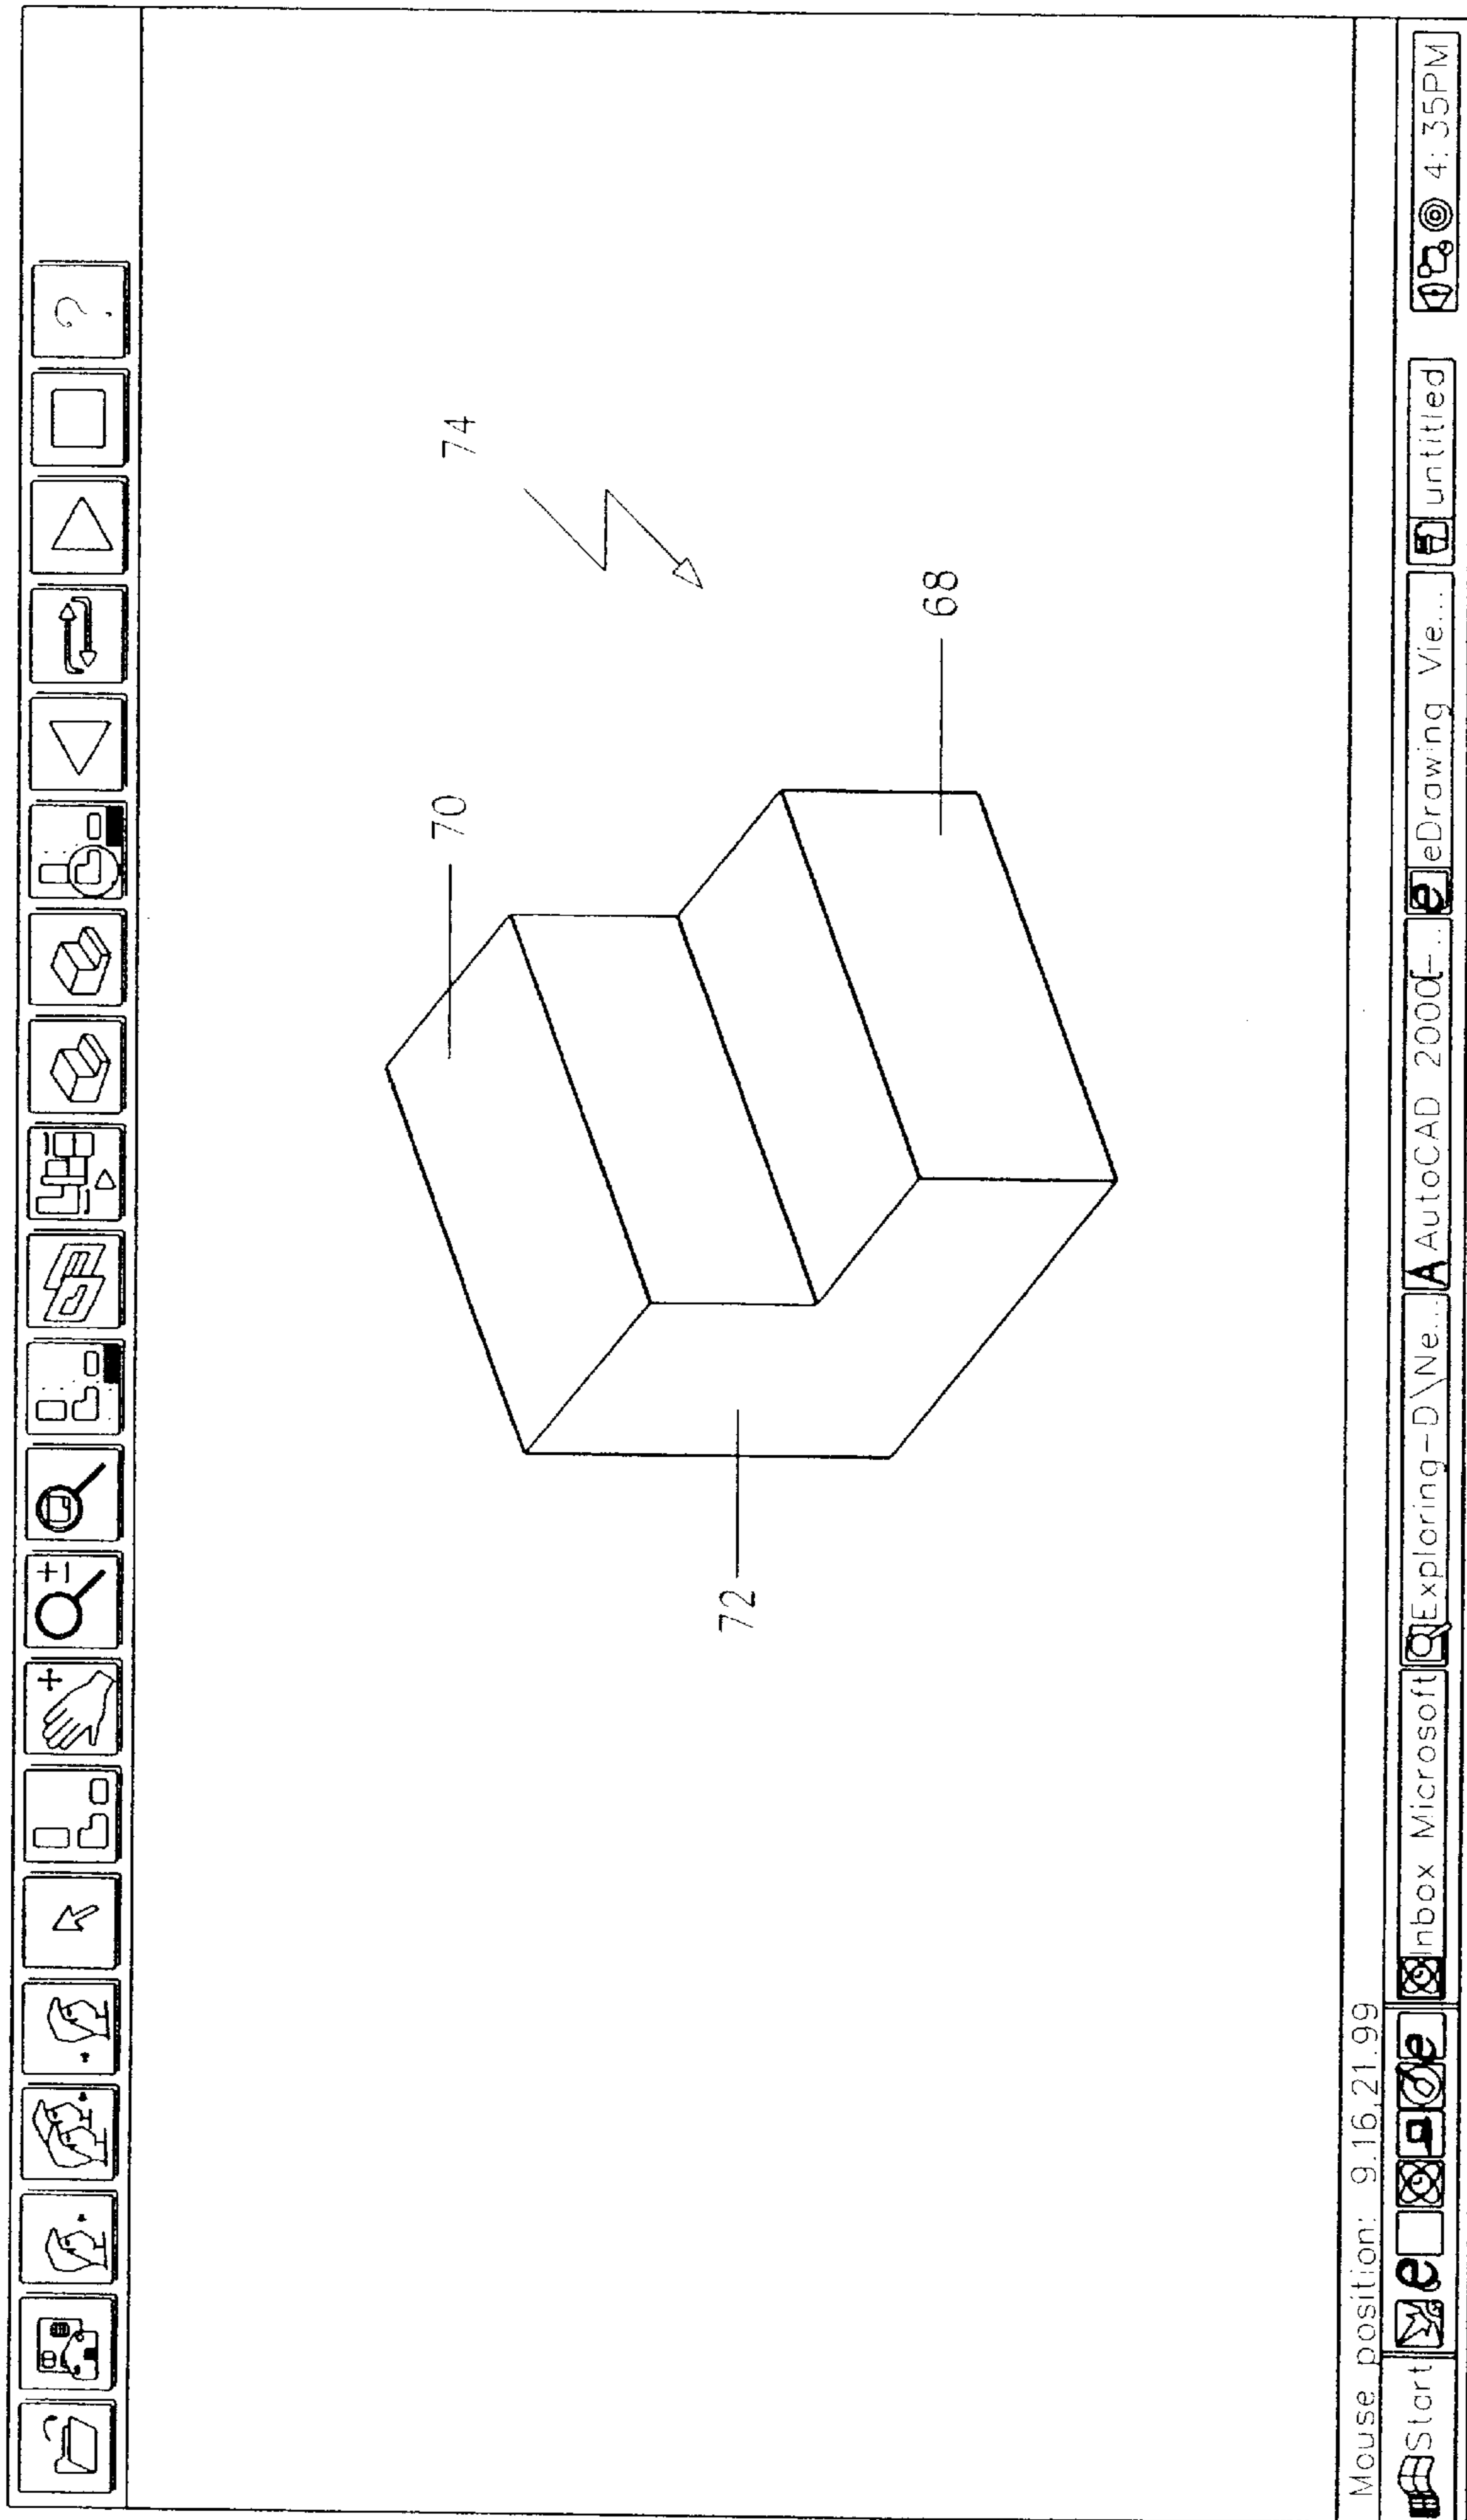 ?
70
74
68
72
Mouse position: 9.16,21.99
Start Inbox Microsoft Exploring-D\Ne... AutoCAD 2000[-... eDrawing Vie... untitled 4:35PM